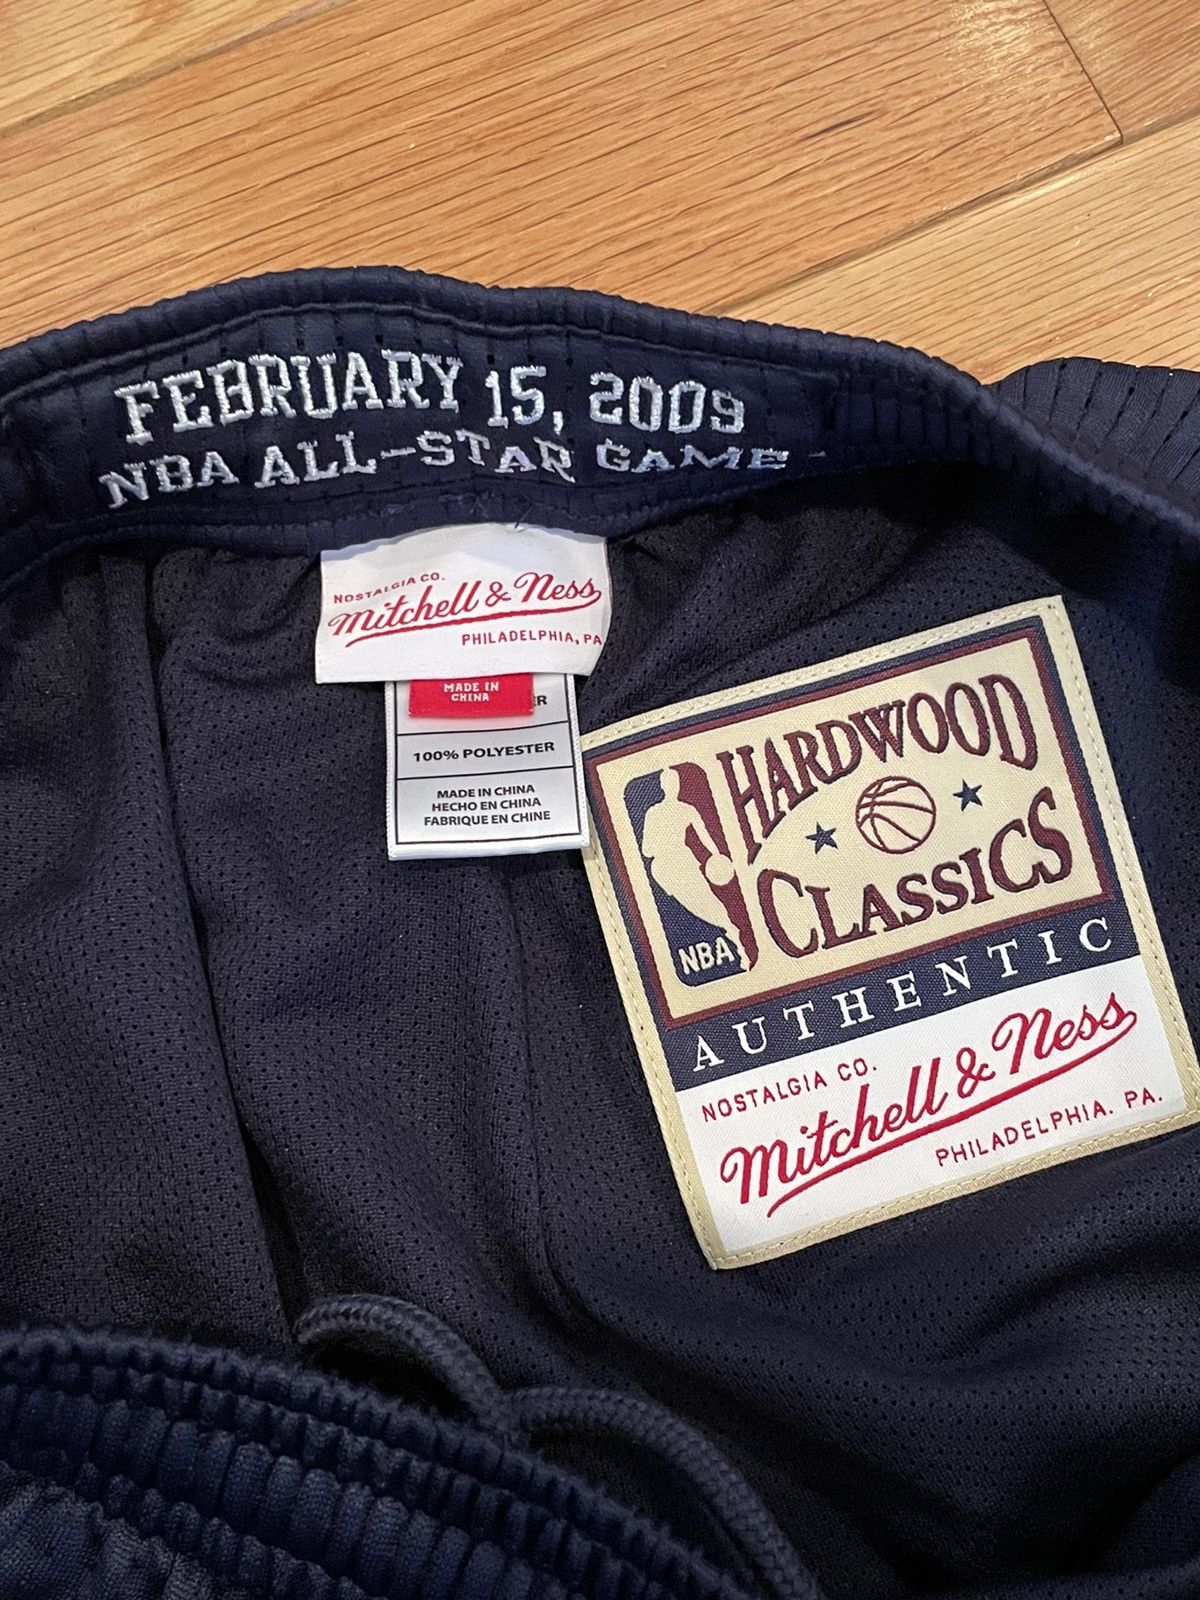 FEBRUARY 15, 2009
NBA ALL-STAR GAME
NOSTALGIA CO.
Mitchell & Ness
PHILADELPHIA, PA
MADE IN
CHINA
100% POLYESTER
MADE IN CHINA
HECHO EN CHINA
FABRIQUE EN CHINE
HARDWOOD
CLASSICS
NBA
AUTHENTIC
NOSTALGIA CO.
Mitchell & Ness
PHILADELPHIA. PA.